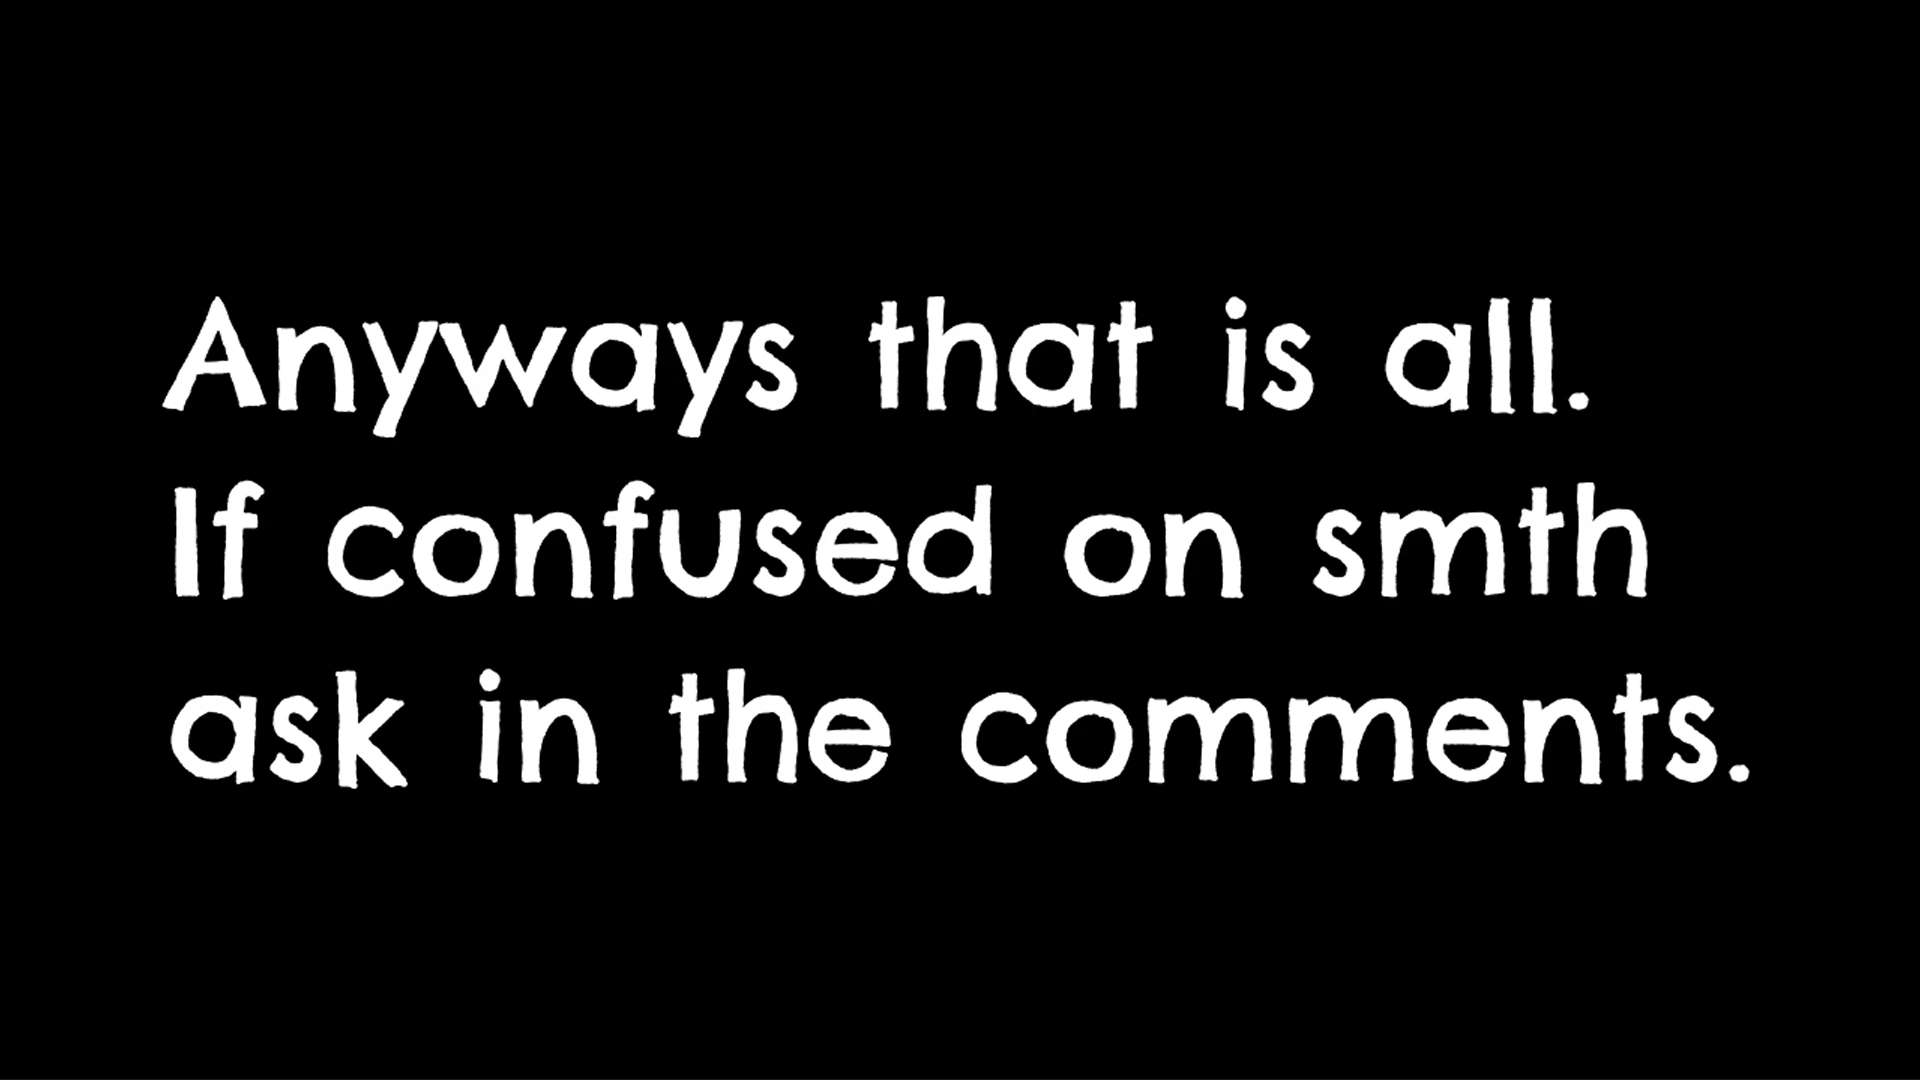 Anyways that is all.
If confused on smth
ask in the comments.